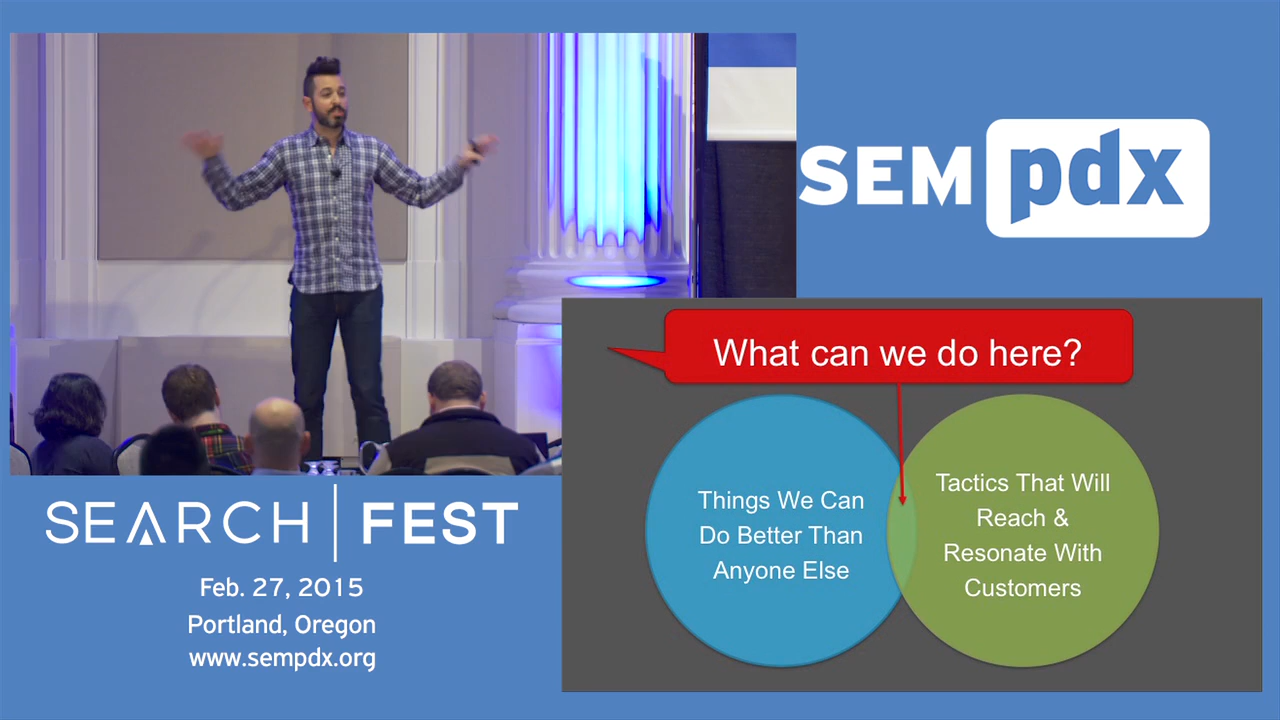 SEM pdx
What can we do here?
Things We Can
Do Better Than
Anyone Else
Tactics That Will
Reach &
Resonate With
Customers
SEARCH FEST
Feb. 27, 2015
Portland, Oregon
www.sempdx.org